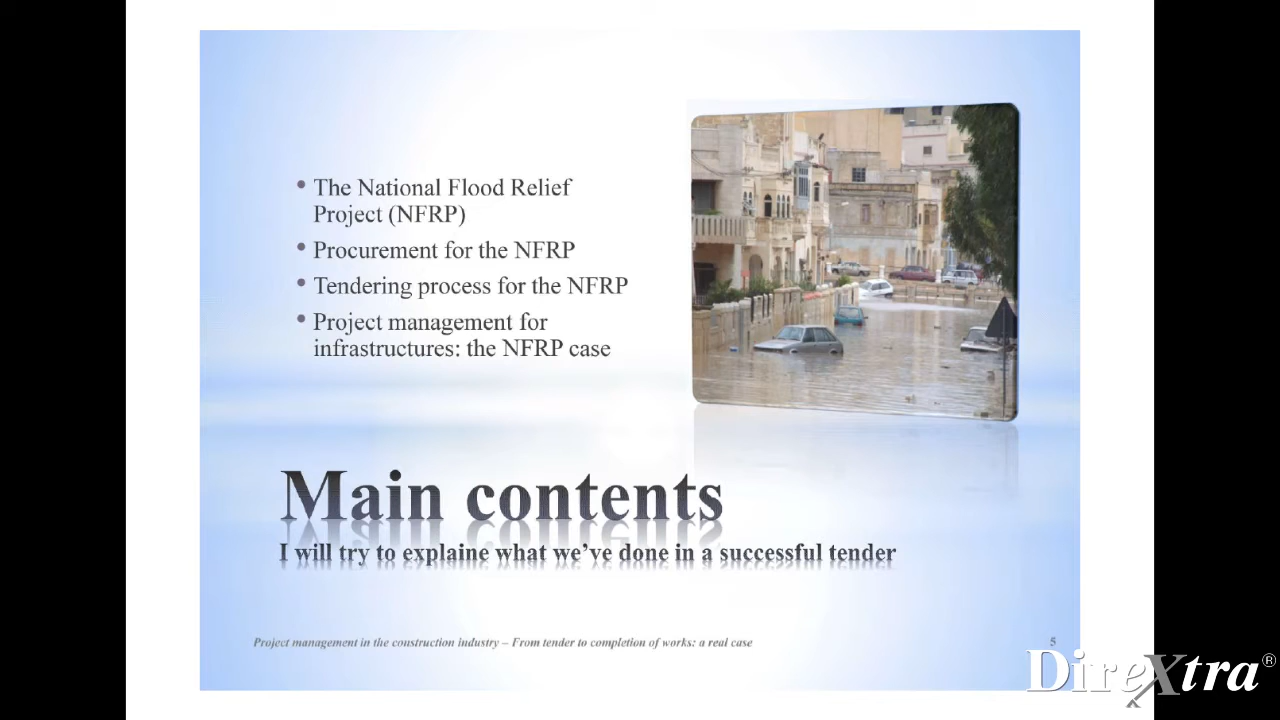 • The National Flood Relief
Project (NFRP)
• Procurement for the NFRP
• Tendering process for the NFRP
• Project management for
infrastructures: the NFRP case
Main contents
I will try to explaine what we’ve done in a successful tender
Project management in the construction industry – From tender to completion of works: a real case
5
DireXtra®